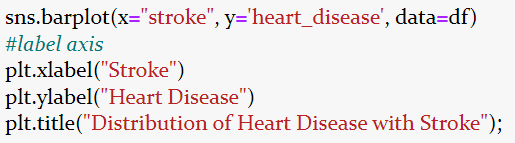 sns.barplot(x="stroke", y='heart_disease', data=df)
#label axis
plt.xlabel("Stroke")
plt.ylabel("Heart Disease")
plt.title("Distribution of Heart Disease with Stroke");